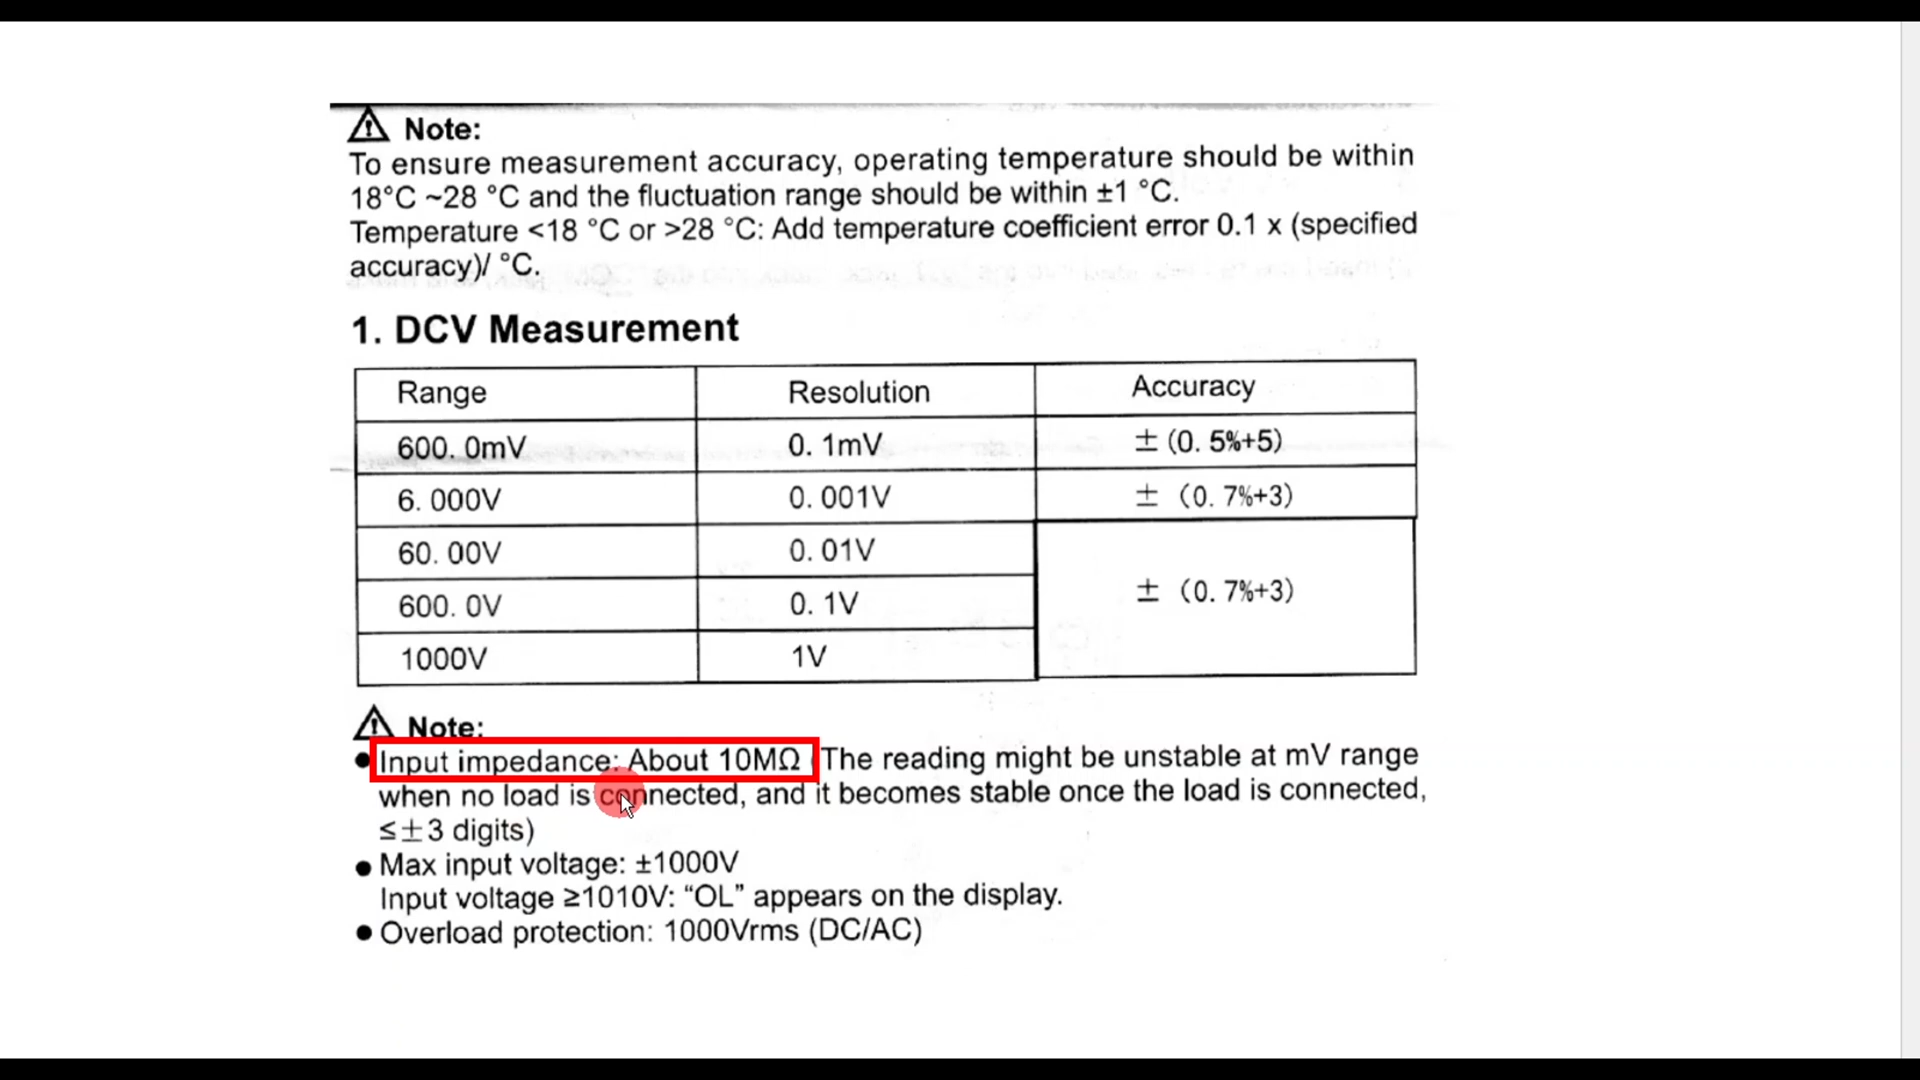 Note:
To ensure measurement accuracy, operating temperature should be within
18°C ~28 °C and the fluctuation range should be within ±1 °C.
Temperature <18 °C or >28 °C: Add temperature coefficient error 0.1 x (specified
accuracy)/ °C.
1. DCV Measurement
Range Resolution Accuracy
600. 0mV 0. 1mV ± (0. 5%+5)
6. 000V 0. 001V ± (0. 7%+3)
60. 00V 0. 01V
600. 0V 0. 1V ± (0. 7%+3)
1000V 1V
Note:
● Input impedance: About 10MΩ (The reading might be unstable at mV range
when no load is connected, and it becomes stable once the load is connected,
≤±3 digits)
● Max input voltage: ±1000V
Input voltage ≥1010V: “OL” appears on the display.
● Overload protection: 1000Vrms (DC/AC)